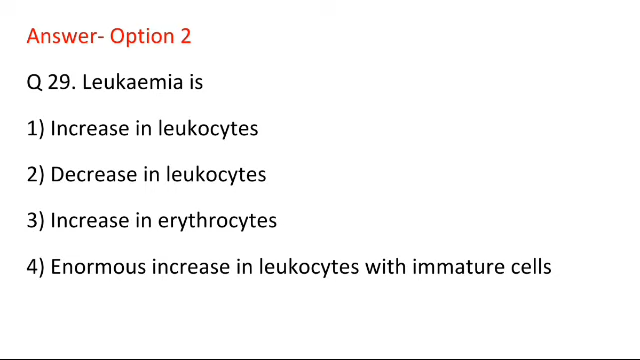 Answer- Option 2
Q 29. Leukaemia is
1) Increase in leukocytes
2) Decrease in leukocytes
3) Increase in erythrocytes
4) Enormous increase in leukocytes with immature cells